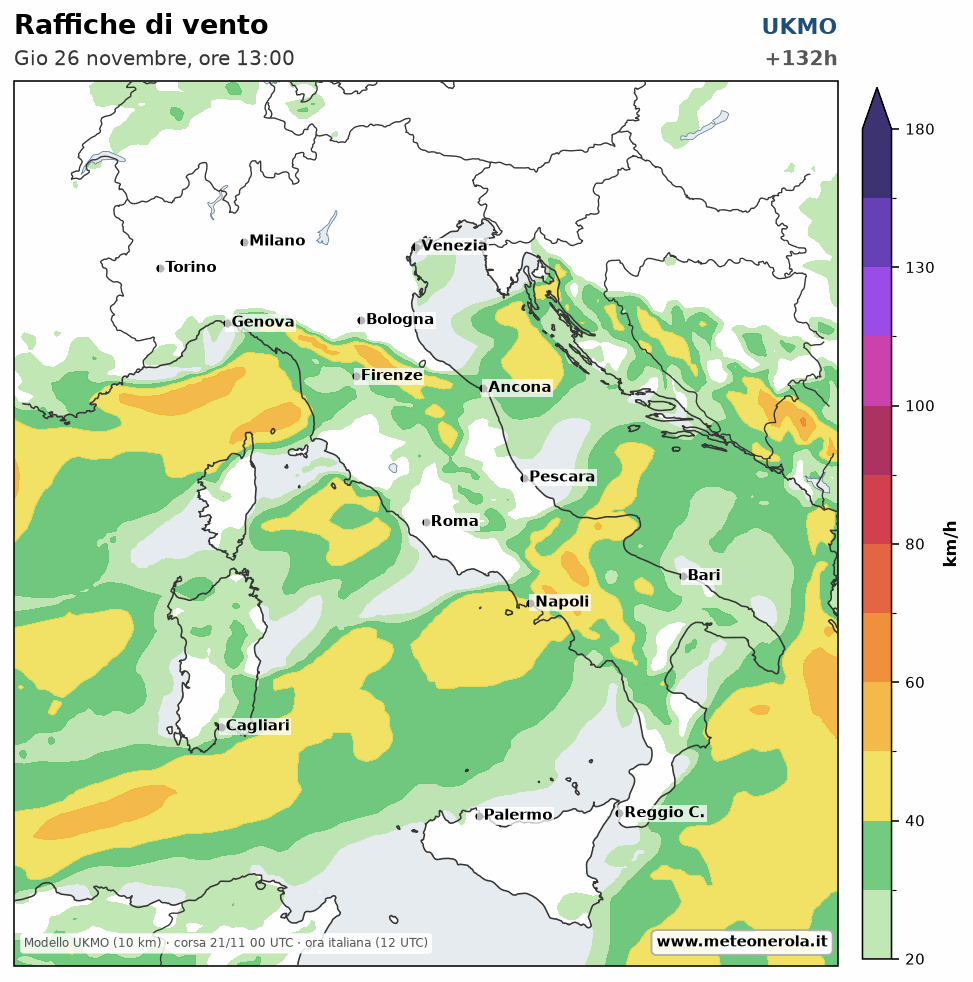 Raffiche di vento
UKMO
Gio 26 novembre, ore 13:00
+132h
180
130
100
80
60
40
20
km/h
Milano
Venezia
Torino
Genova
Bologna
Firenze
Ancona
Pescara
Roma
Bari
Napoli
Cagliari
Palermo
Reggio C.
Modello UKMO (10 km) · corsa 21/11 00 UTC · ora italiana (12 UTC)
www.meteonerola.it